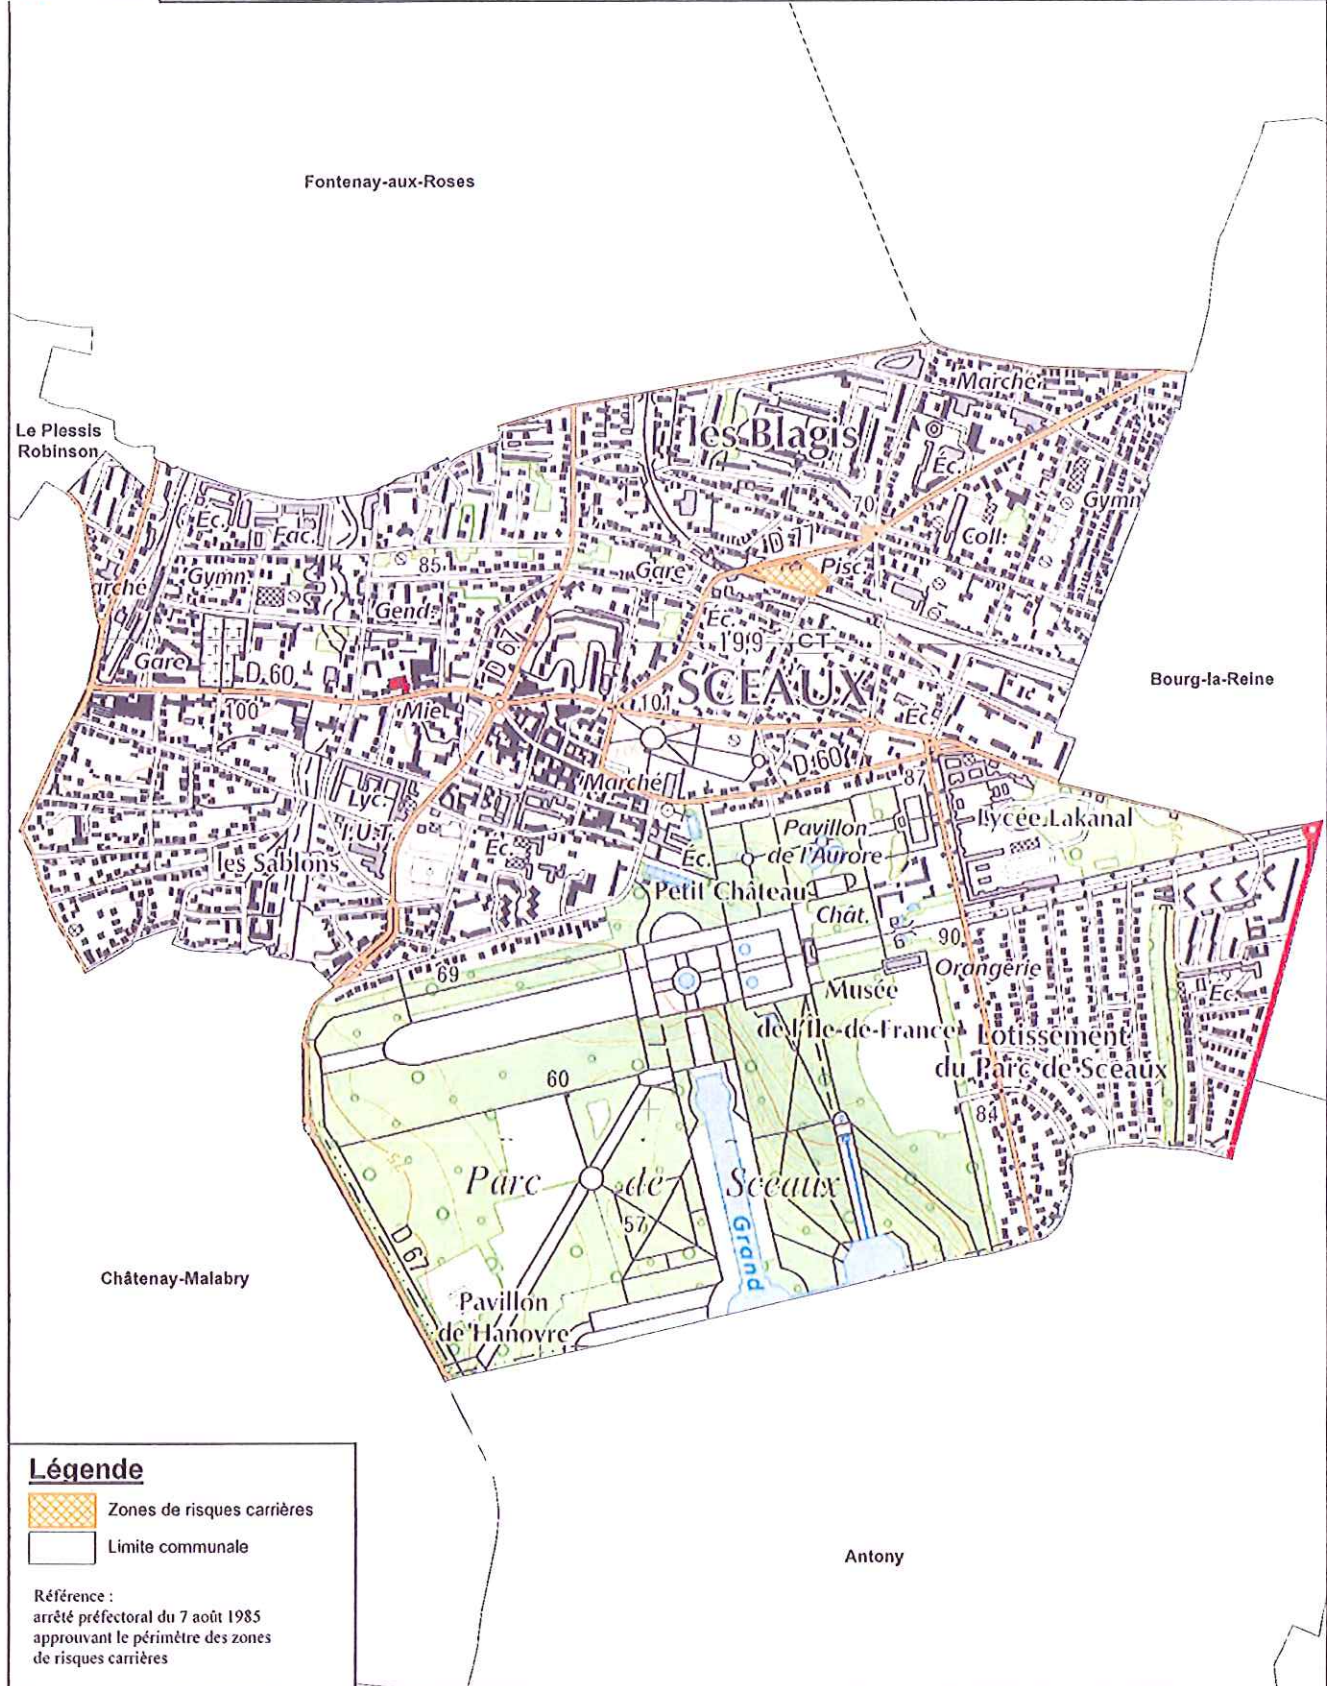 Fontenay-aux-Roses
Le Plessis
Robinson
Marché
les Blagis
Éc.
Gymn
70
Coll.
Éc.
Fac.
D 77
Pisc.
85
Gare
arché
Gymn.
Gend.
Éc.
199
CT
D 67
Gare
D 60
SCEAUX
Bourg-la-Reine
100
Mie
101
Éc.
D 60
Marché
87
Lyc.
I.U.T.
Lycée Lakanal
Pavillon
de l'Aurore
Éc.
Éc.
les Sablons
Petit Château
Chât.
90
69
Orangerie
Musée
de l'Île-de-France
Éc.
Lotissement
du Parc de Sceaux
60
84
75
Parc de Sceaux
57
Grand
D 67
Châtenay-Malabry
Pavillon
de Hanovre
Légende
Zones de risques carrières
Limite communale
Antony
Référence :
arrêté préfectoral du 7 août 1985
approuvant le périmètre des zones
de risques carrières